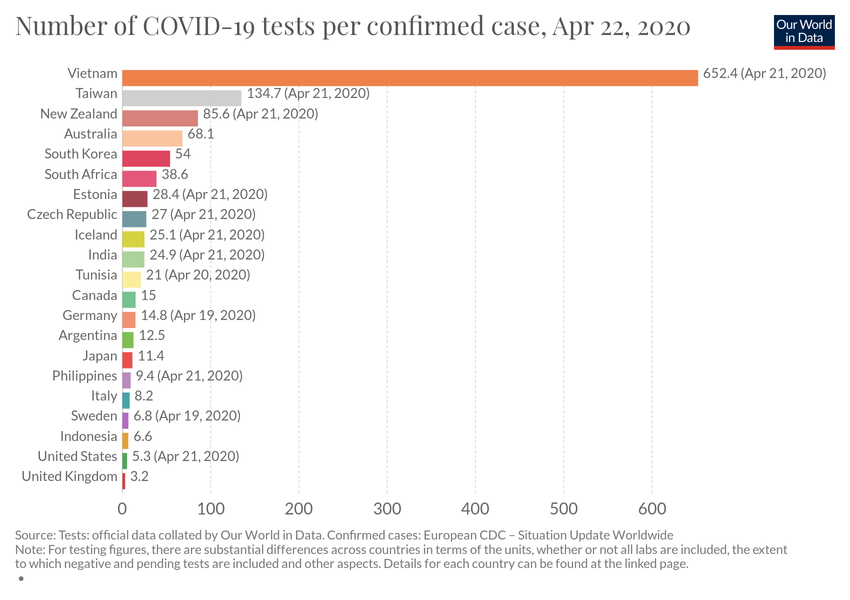 Number of COVID-19 tests per confirmed case, Apr 22, 2020
Our World
in Data
Vietnam 652.4 (Apr 21, 2020)
Taiwan 134.7 (Apr 21, 2020)
New Zealand 85.6 (Apr 21, 2020)
Australia 68.1
South Korea 54
South Africa 38.6
Estonia 28.4 (Apr 21, 2020)
Czech Republic 27 (Apr 21, 2020)
Iceland 25.1 (Apr 21, 2020)
India 24.9 (Apr 21, 2020)
Tunisia 21 (Apr 20, 2020)
Canada 15
Germany 14.8 (Apr 19, 2020)
Argentina 12.5
Japan 11.4
Philippines 9.4 (Apr 21, 2020)
Italy 8.2
Sweden 6.8 (Apr 19, 2020)
Indonesia 6.6
United States 5.3 (Apr 21, 2020)
United Kingdom 3.2
0 100 200 300 400 500 600
Source: Tests: official data collated by Our World in Data. Confirmed cases: European CDC – Situation Update Worldwide
Note: For testing figures, there are substantial differences across countries in terms of the units, whether or not all labs are included, the extent
to which negative and pending tests are included and other aspects. Details for each country can be found at the linked page.
•